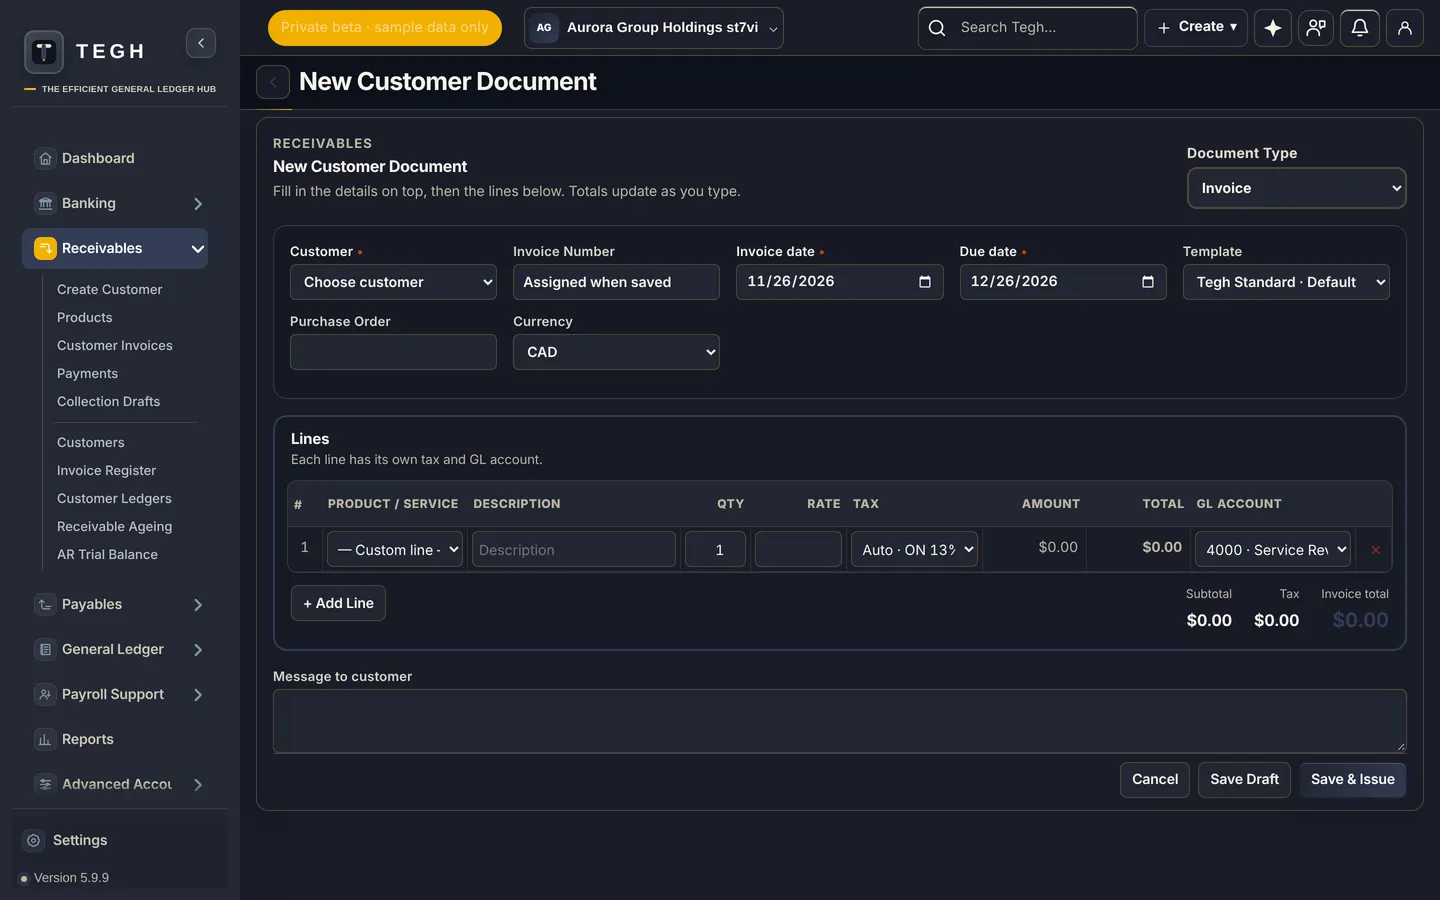 TEGH
THE EFFICIENT GENERAL LEDGER HUB
Dashboard
Banking
Receivables
Create Customer
Products
Customer Invoices
Payments
Collection Drafts
Customers
Invoice Register
Customer Ledgers
Receivable Ageing
AR Trial Balance
Payables
General Ledger
Payroll Support
Reports
Advanced Accou
Settings
Version 5.9.9
Private beta · sample data only
AG Aurora Group Holdings st7vi
Search Tegh...
+ Create ▾
New Customer Document
RECEIVABLES
New Customer Document
Fill in the details on top, then the lines below. Totals update as you type.
Document Type
Invoice
Customer •
Choose customer
Invoice Number
Assigned when saved
Invoice date •
11/26/2026
Due date •
12/26/2026
Template
Tegh Standard · Default
Purchase Order
Currency
CAD
Lines
Each line has its own tax and GL account.
# PRODUCT / SERVICE DESCRIPTION QTY RATE TAX AMOUNT TOTAL GL ACCOUNT
1 — Custom line - Description 1 Auto · ON 13% $0.00 $0.00 4000 · Service Rev ×
+ Add Line
Subtotal Tax Invoice total
$0.00 $0.00 $0.00
Message to customer
Cancel Save Draft Save & Issue